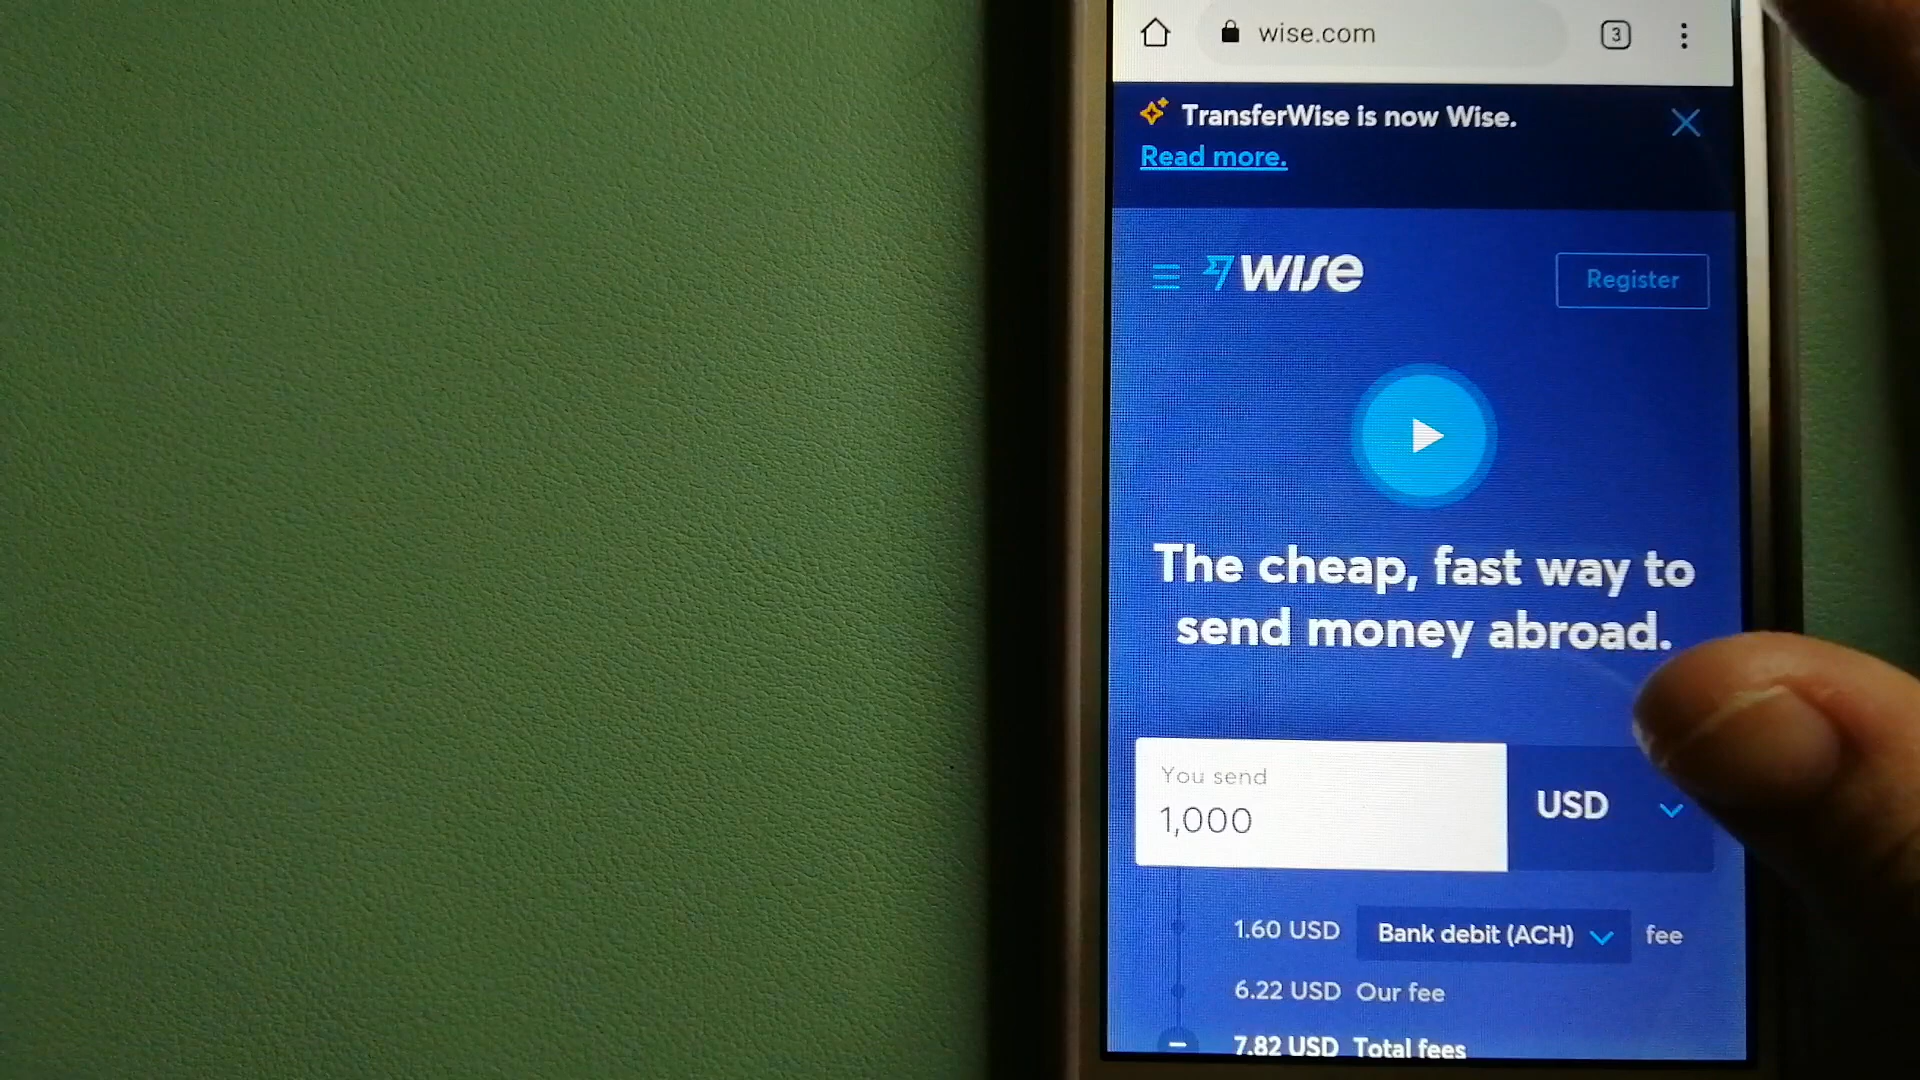 wise.com
3
TransferWise is now Wise.
Read more.
wise
Register
The cheap, fast way to
send money abroad.
You send
1,000
USD
1.60 USD Bank debit (ACH) fee
6.22 USD Our fee
7.82 USD Total fees